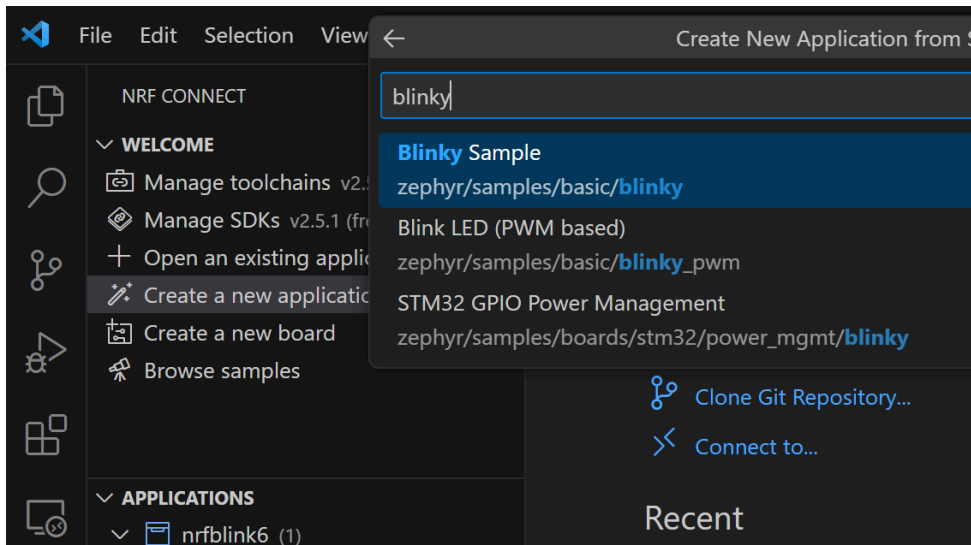 File Edit Selection View
Create New Application from S
NRF CONNECT
blinky
WELCOME
Manage toolchains v2.
Manage SDKs v2.5.1 (fre
Open an existing applic
Create a new applicatic
Create a new board
Browse samples
Blinky Sample
zephyr/samples/basic/blinky
Blink LED (PWM based)
zephyr/samples/basic/blinky_pwm
STM32 GPIO Power Management
zephyr/samples/boards/stm32/power_mgmt/blinky
Clone Git Repository...
Connect to...
Recent
APPLICATIONS
nrfblink6 (1)